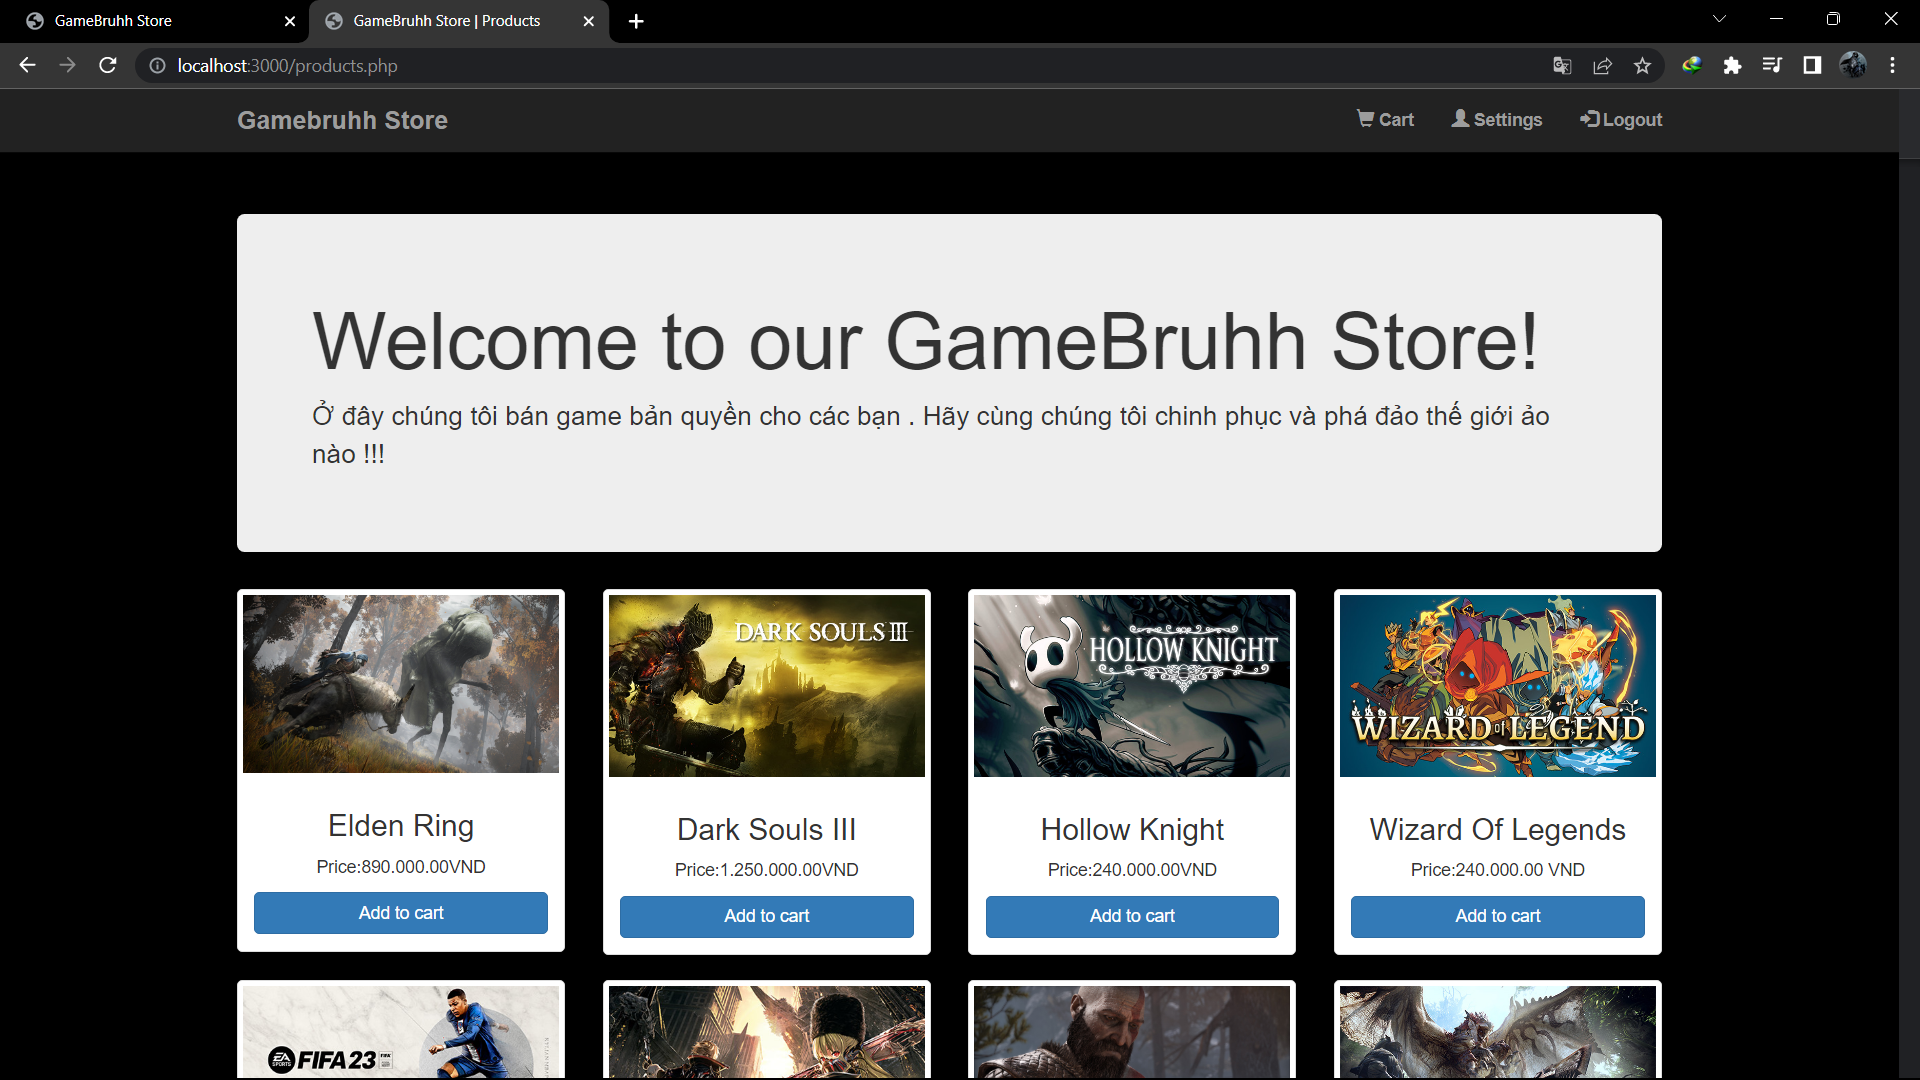 GameBruhh Store
GameBruhh Store | Products
localhost:3000/products.php
Gamebruhh Store
Cart
Settings
Logout
Welcome to our GameBruhh Store!
Ở đây chúng tôi bán game bản quyền cho các bạn . Hãy cùng chúng tôi chinh phục và phá đảo thế giới ảo
nào !!!
DARK SOULS III
HOLLOW KNIGHT
WIZARD of LEGEND
Elden Ring
Dark Souls III
Hollow Knight
Wizard Of Legends
Price:890.000.00VND
Price:1.250.000.00VND
Price:240.000.00VND
Price:240.000.00 VND
Add to cart
Add to cart
Add to cart
Add to cart
EA
SPORTS
FIFA 23